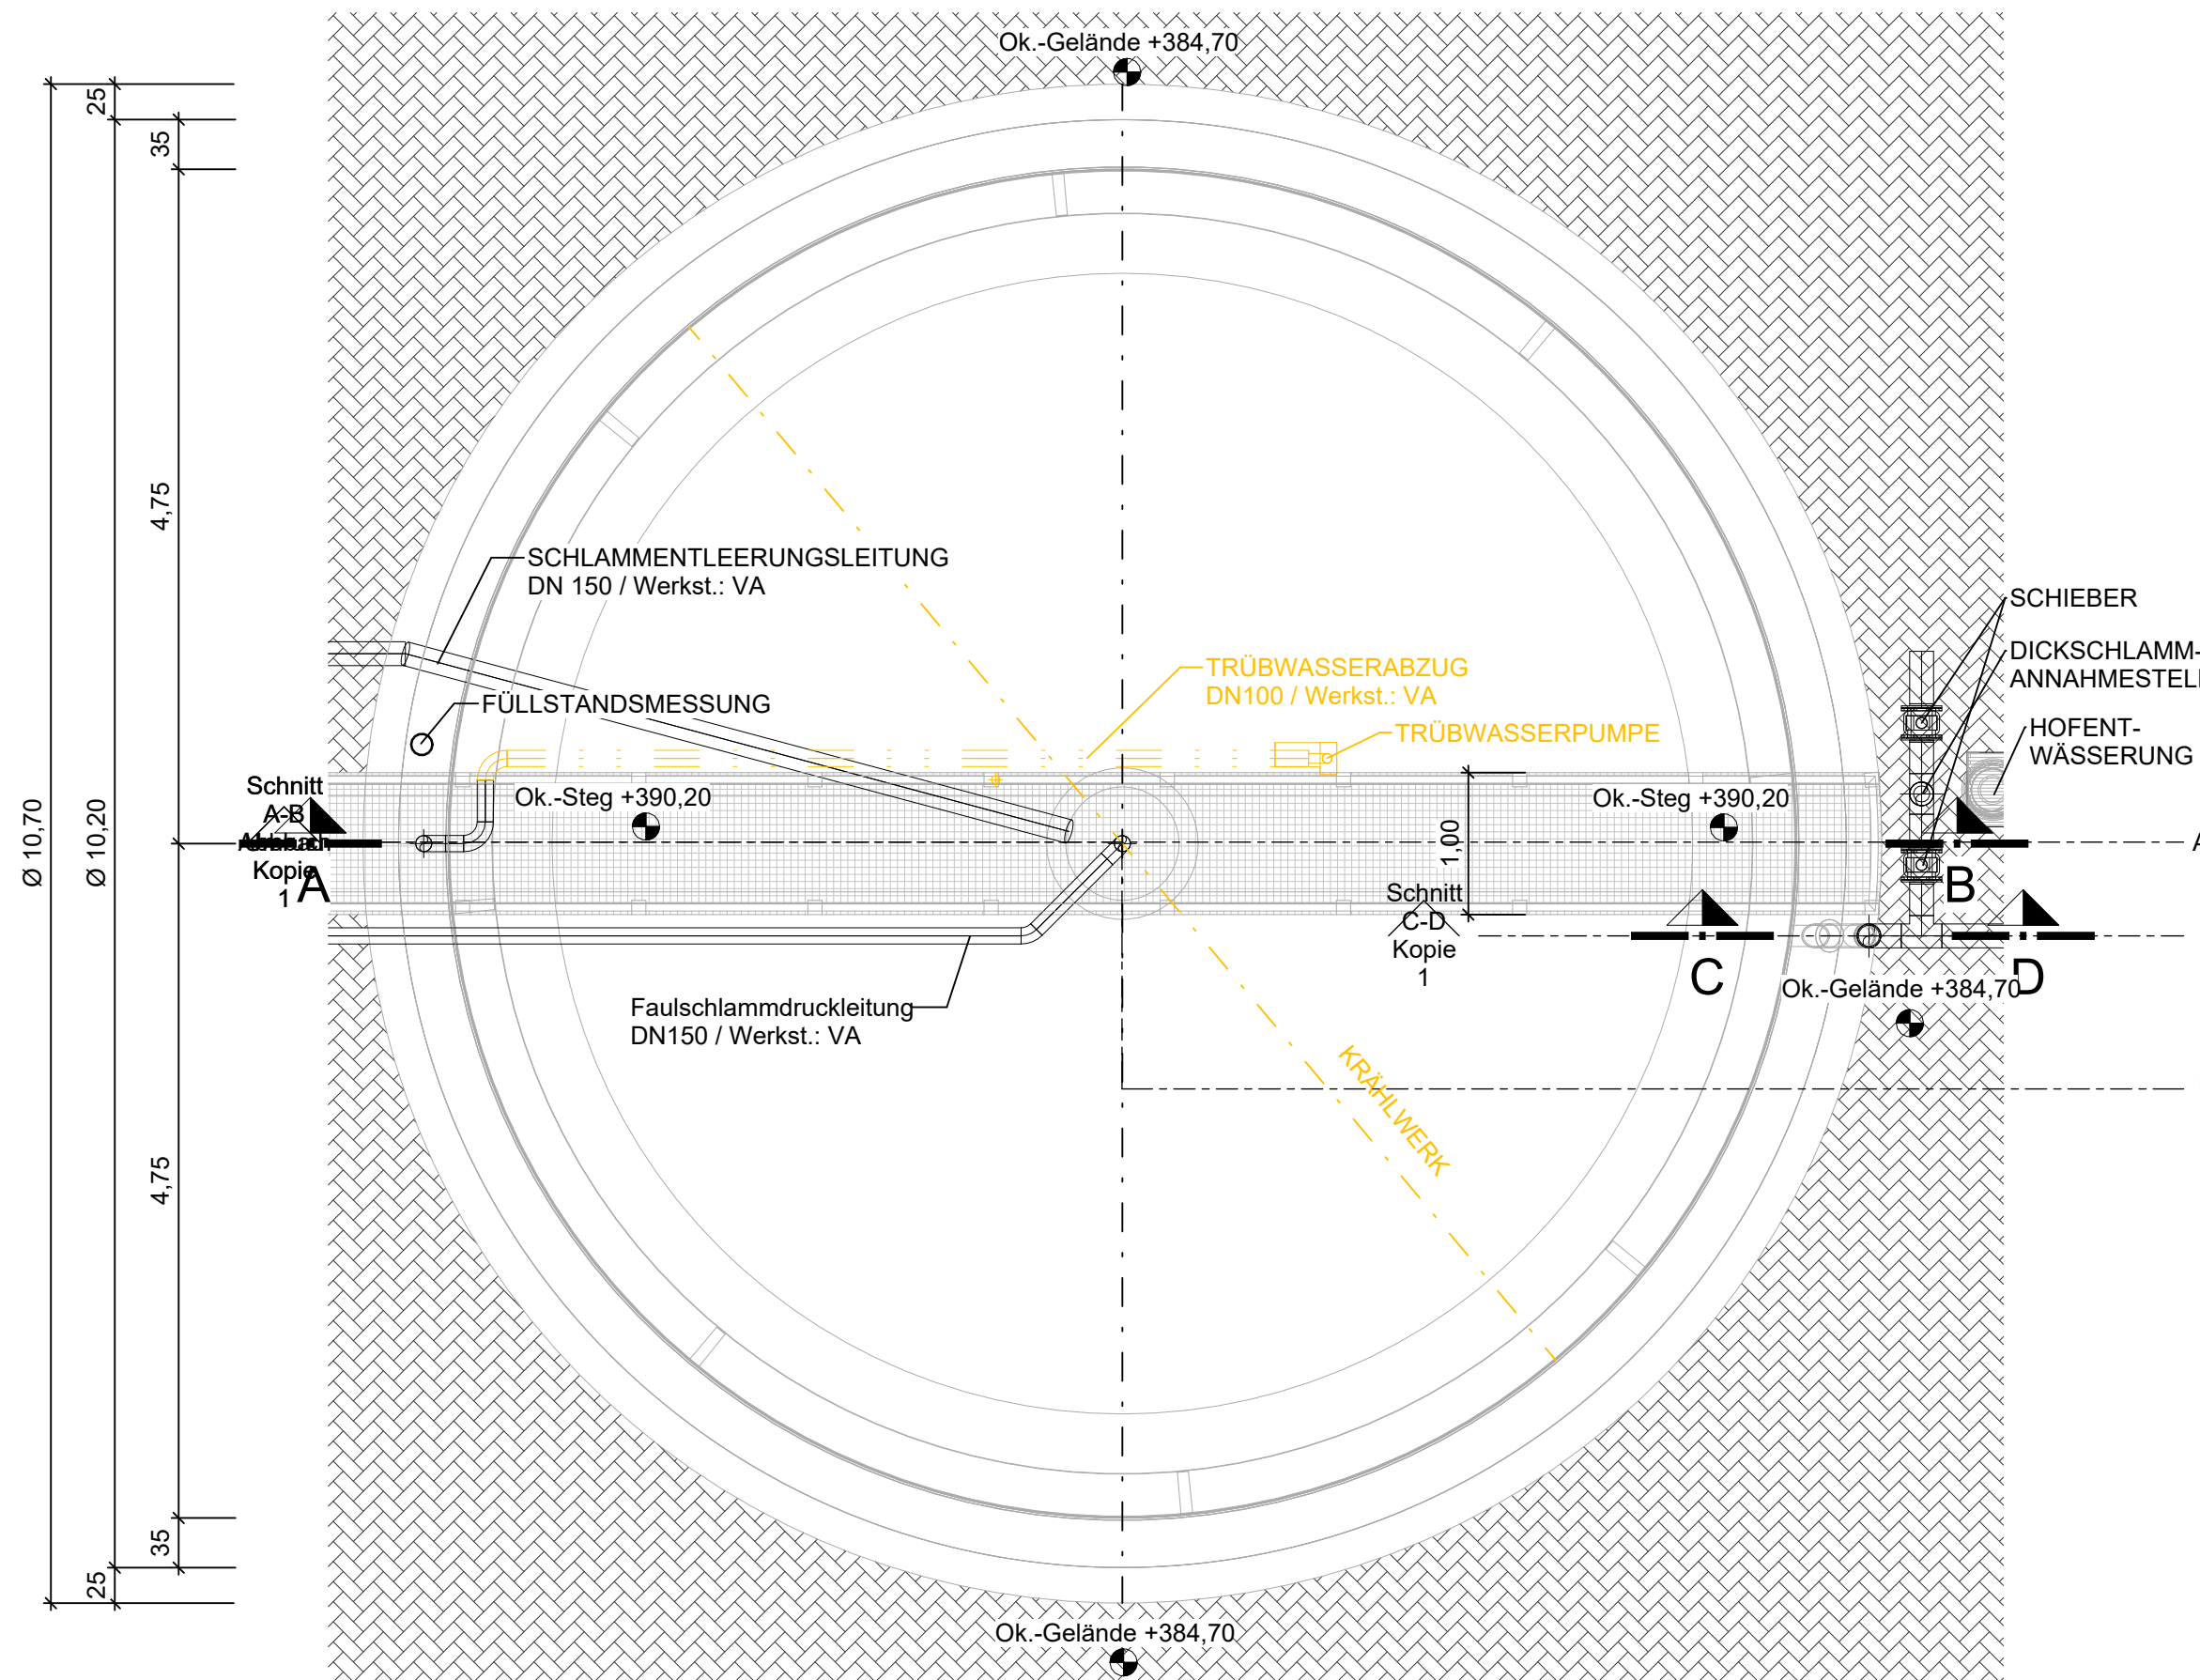 Ok.-Gelände +384,70
25
35
4,75
SCHLAMMENTLEERUNGSLEITUNG
DN 150 / Werkst.: VA
SCHIEBER
DICKSCHLAMM-
ANNAHMESTELL
TRÜBWASSERABZUG
DN100 / Werkst.: VA
FÜLLSTANDSMESSUNG
TRÜBWASSERPUMPE
HOFENT-
WÄSSERUNG
Schnitt
A-B
Kopie
1
A
Ok.-Steg +390,20
Ok.-Steg +390,20
Ø 10,70
Ø 10,20
1,00
A
B
Schnitt
C-D
Kopie
1
C
D
Ok.-Gelände +384,70
Faulschlammdruckleitung
DN150 / Werkst.: VA
KRÄHLWERK
4,75
35
25
Ok.-Gelände +384,70